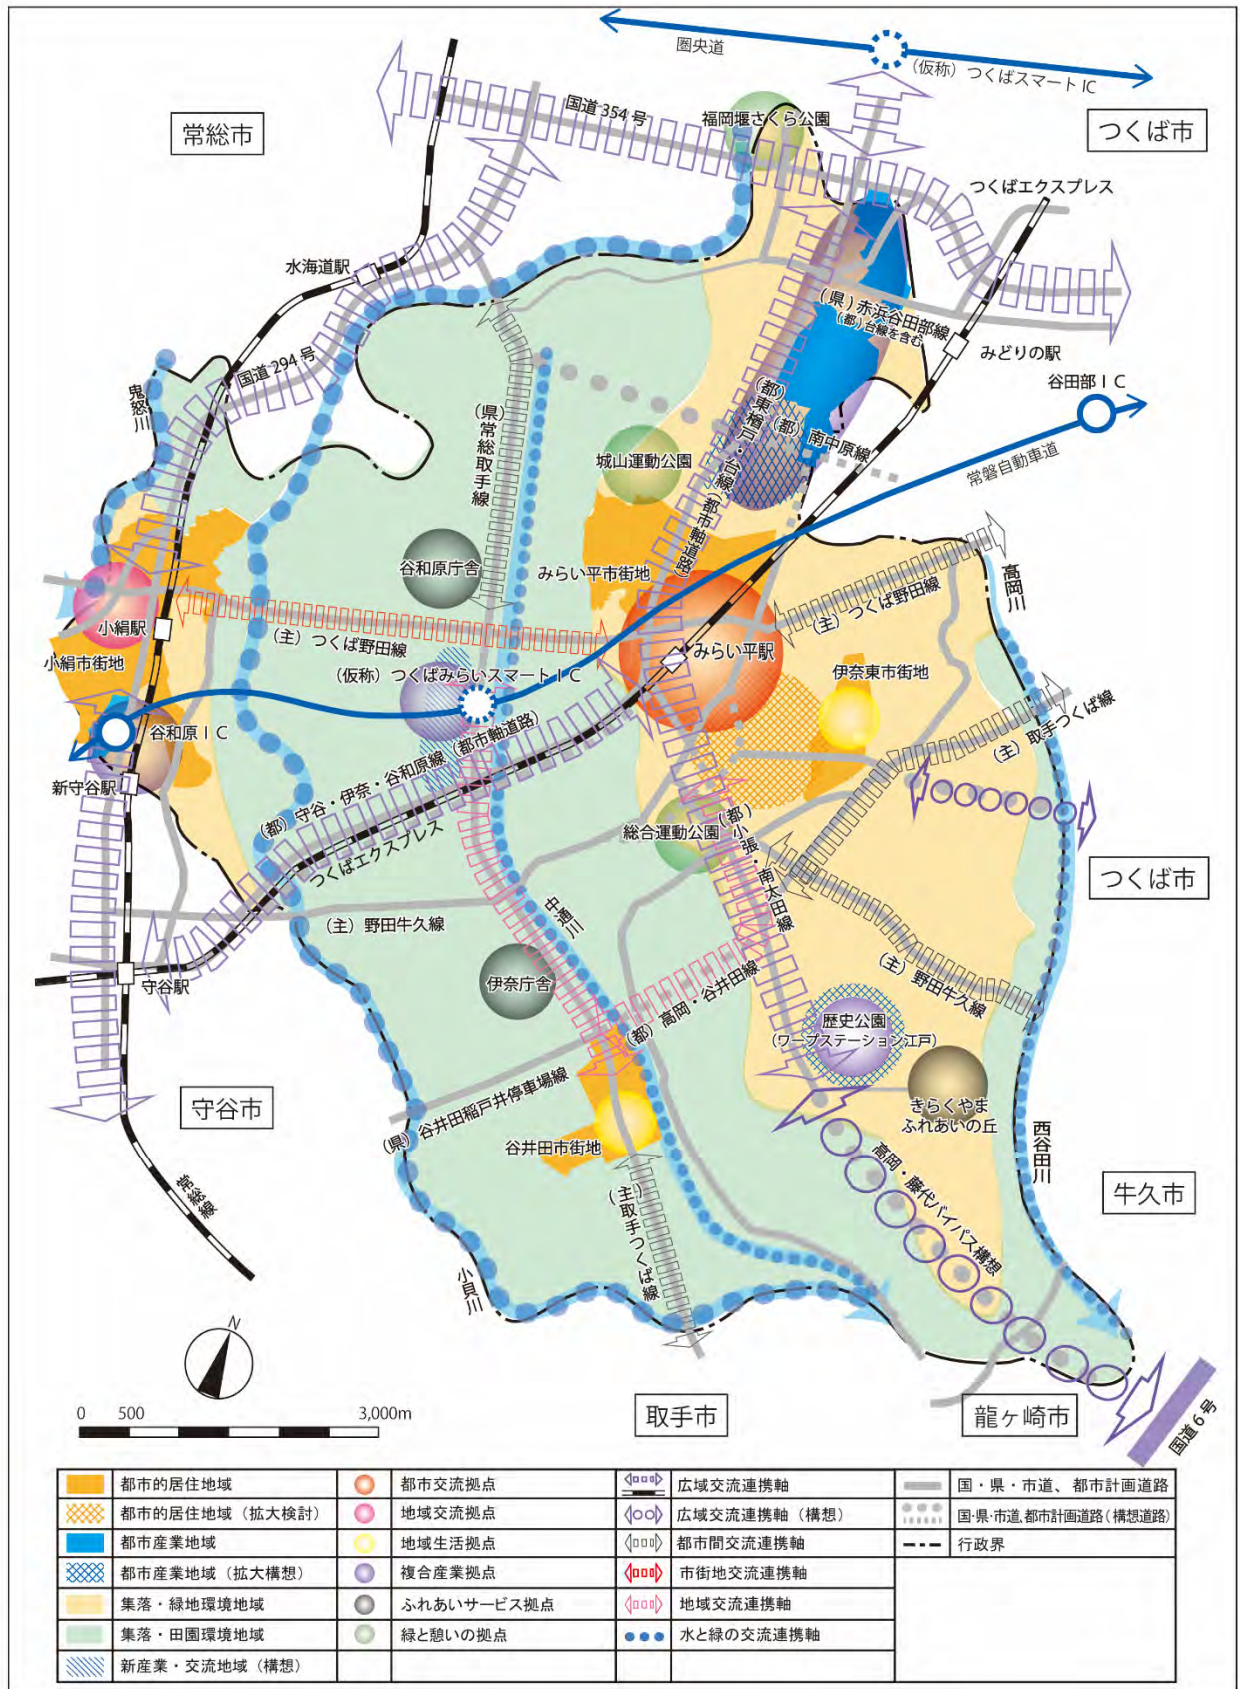 圏央道
(仮称)つくばスマートIC
国道354号
福岡堰さくら公園
常総市
つくば市
つくばエクスプレス
水海道駅
(県)赤浜谷田部線
(都)台線を含む
みどりの駅
国道294号
谷田部IC
鬼怒川
(県)常総取手線
(都)東楢戸・台線(都市軸道路)
(都)南中原線
常磐自動車道
城山運動公園
谷和原庁舎
みらい平市街地
高岡川
小絹駅
(主)つくば野田線
(主)つくば野田線
みらい平駅
小絹市街地
(仮称)つくばみらいスマートIC
伊奈東市街地
谷和原IC
(主)取手つくば線
新守谷駅
(都)守谷・伊奈・谷和原線(都市軸道路)
つくばエクスプレス
総合運動公園
(都)小張・南太田線
つくば市
中通川
(主)野田牛久線
(主)野田牛久線
守谷駅
伊奈庁舎
(都)高岡・谷井田線
歴史公園
(ワープステーション江戸)
守谷市
(県)谷井田稲戸井停車場線
きらくやま
ふれあいの丘
谷井田市街地
西谷田川
常総線
(主)取手つくば線
高岡・藤代バイパス構想
牛久市
小貝川
N
0 500 3,000m
取手市
龍ヶ崎市
国道6号
都市的居住地域
都市交流拠点
広域交流連携軸
国・県・市道、都市計画道路
都市的居住地域(拡大検討)
地域交流拠点
広域交流連携軸(構想)
国・県・市道、都市計画道路(構想道路)
都市産業地域
地域生活拠点
都市間交流連携軸
行政界
都市産業地域(拡大構想)
複合産業拠点
市街地交流連携軸
集落・緑地環境地域
ふれあいサービス拠点
地域交流連携軸
集落・田園環境地域
緑と憩いの拠点
水と緑の交流連携軸
新産業・交流地域(構想)